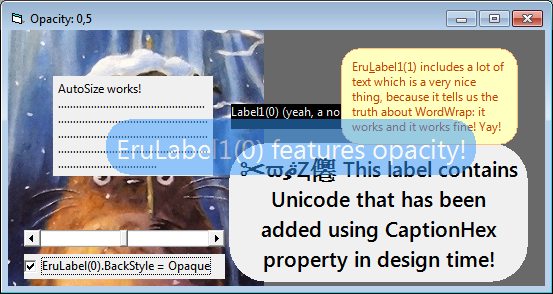 Opacity: 0,5
AutoSize works!
EruLabel1(1) includes a lot of
text which is a very nice
thing, because it tells us the
truth about WordWrap: it
works and it works fine! Yay!
Label1(0) (yeah, a no
EruLabel1(0) features opacity!
This label contains
Unicode that has been
added using CaptionHex
property in design time!
EruLabel(0).BackStyle = Opaque